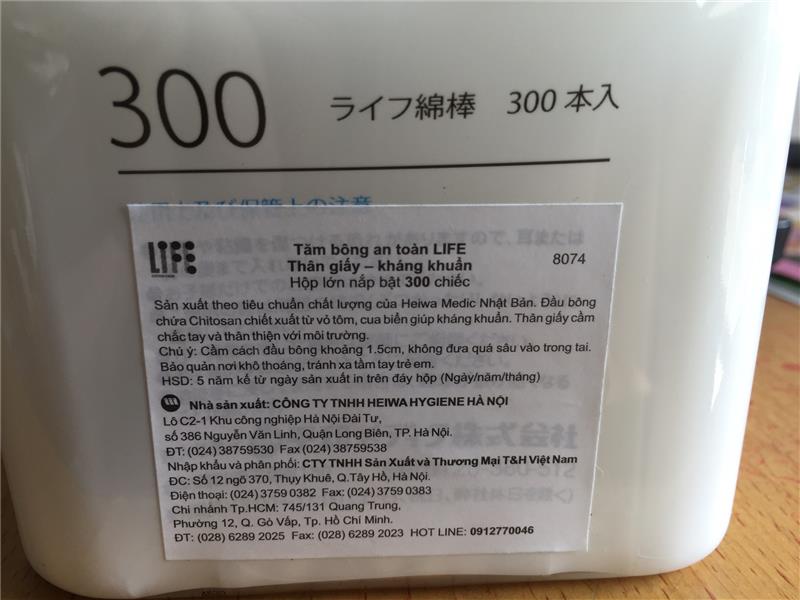 300
ライフ綿棒 300本入
LIFE
Tăm bông an toàn LIFE
Thân giấy – kháng khuẩn
8074
Hộp lớn nắp bật 300 chiếc
Sản xuất theo tiêu chuẩn chất lượng của Heiwa Medic Nhật Bản. Đầu bông
chứa Chitosan chiết xuất từ vỏ tôm, cua biển giúp kháng khuẩn. Thân giấy cầm
chắc tay và thân thiện với môi trường.
Chú ý: Cầm cách đầu bông khoảng 1.5cm, không đưa quá sâu vào trong tai.
Bảo quản nơi khô thoáng, tránh xa tầm tay trẻ em.
HSD: 5 năm kể từ ngày sản xuất in trên đáy hộp (Ngày/năm/tháng)
Nhà sản xuất: CÔNG TY TNHH HEIWA HYGIENE HÀ NỘI
Lô C2-1 Khu công nghiệp Hà Nội Đài Tư,
số 386 Nguyễn Văn Linh, Quận Long Biên, TP. Hà Nội.
ĐT: (024) 38759530 Fax (024) 38759538
Nhập khẩu và phân phối: CTY TNHH Sản Xuất và Thương Mại T&H Việt Nam
ĐC: Số 12 ngõ 370, Thụy Khuê, Q.Tây Hồ, Hà Nội.
Điện thoại: (024) 3759 0382 Fax: (024) 3759 0383
Chi nhánh Tp.HCM: 745/131 Quang Trung,
Phường 12, Q. Gò Vấp, Tp. Hồ Chí Minh.
ĐT: (028) 6289 2025 Fax: (028) 6289 2023 HOT LINE: 0912770046